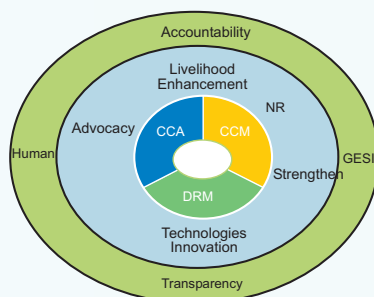 Accountability
Livelihood
Enhancement
NR
Advocacy
CCA
CCM
Human
GESI
Strengthen
DRM
Technologies
Innovation
Transparency